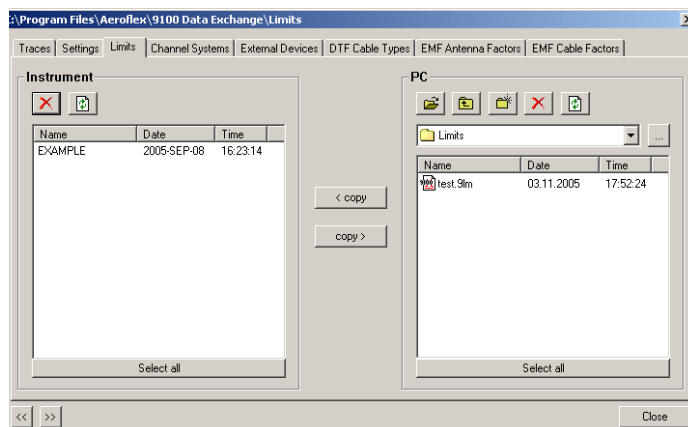 :\Program Files\Aeroflex\9100 Data Exchange\Limits
Traces Settings Limits Channel Systems External Devices DTF Cable Types EMF Antenna Factors EMF Cable Factors
Instrument
Name Date Time
EXAMPLE 2005-SEP-08 16:23:14
Select all
< copy
copy >
PC
Limits
...
Name Date Time
9100 test.9lm 03.11.2005 17:52:24
Select all
<< >>
Close